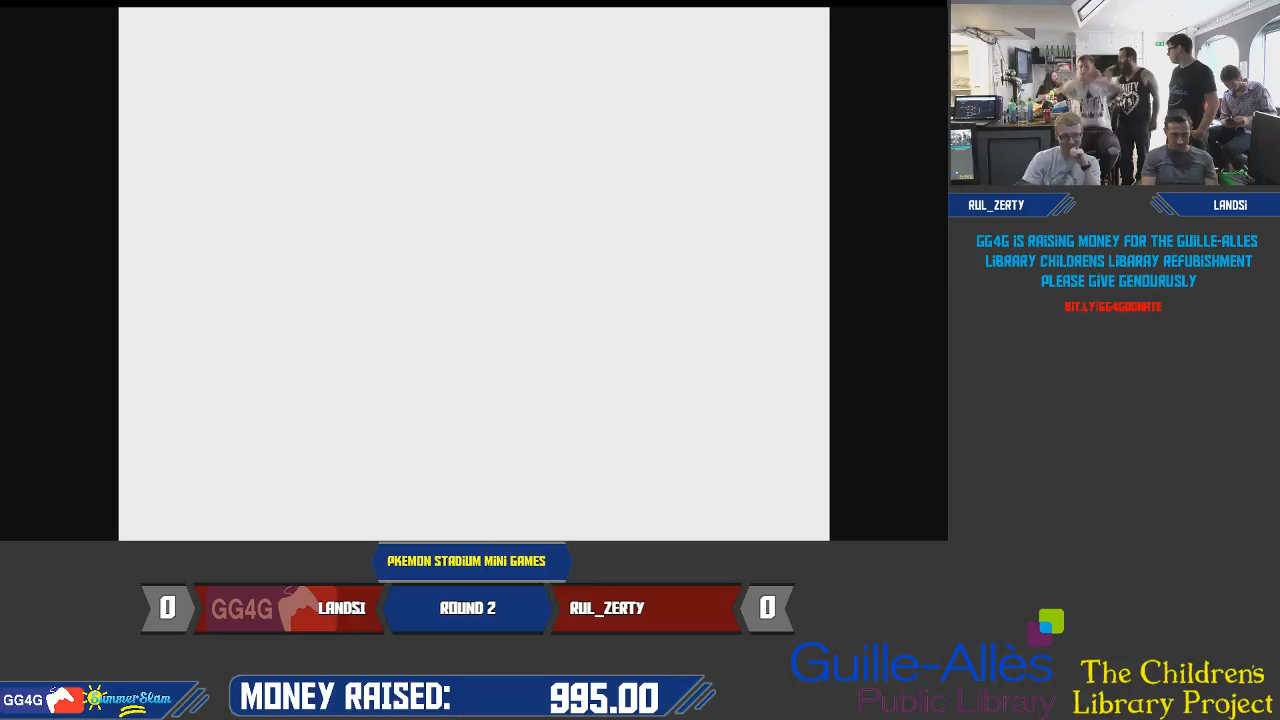 RUL_ZERTY
LANDSI
GG4G IS RAISING MONEY FOR THE GUILLE-ALLES
LIBRARY CHILDRENS LIBARAY REFUBISHMENT
PLEASE GIVE GENOURUSLY
BIT.LY/GG4GDONATE
PKEMON STADIUM MINI GAMES
0
GG4G
LANDSI
ROUND 2
RUL_ZERTY
0
GG4G
SummerSlam
MONEY RAISED:
995.00
Guille-Allès
Public Library
The Children's
Library Project